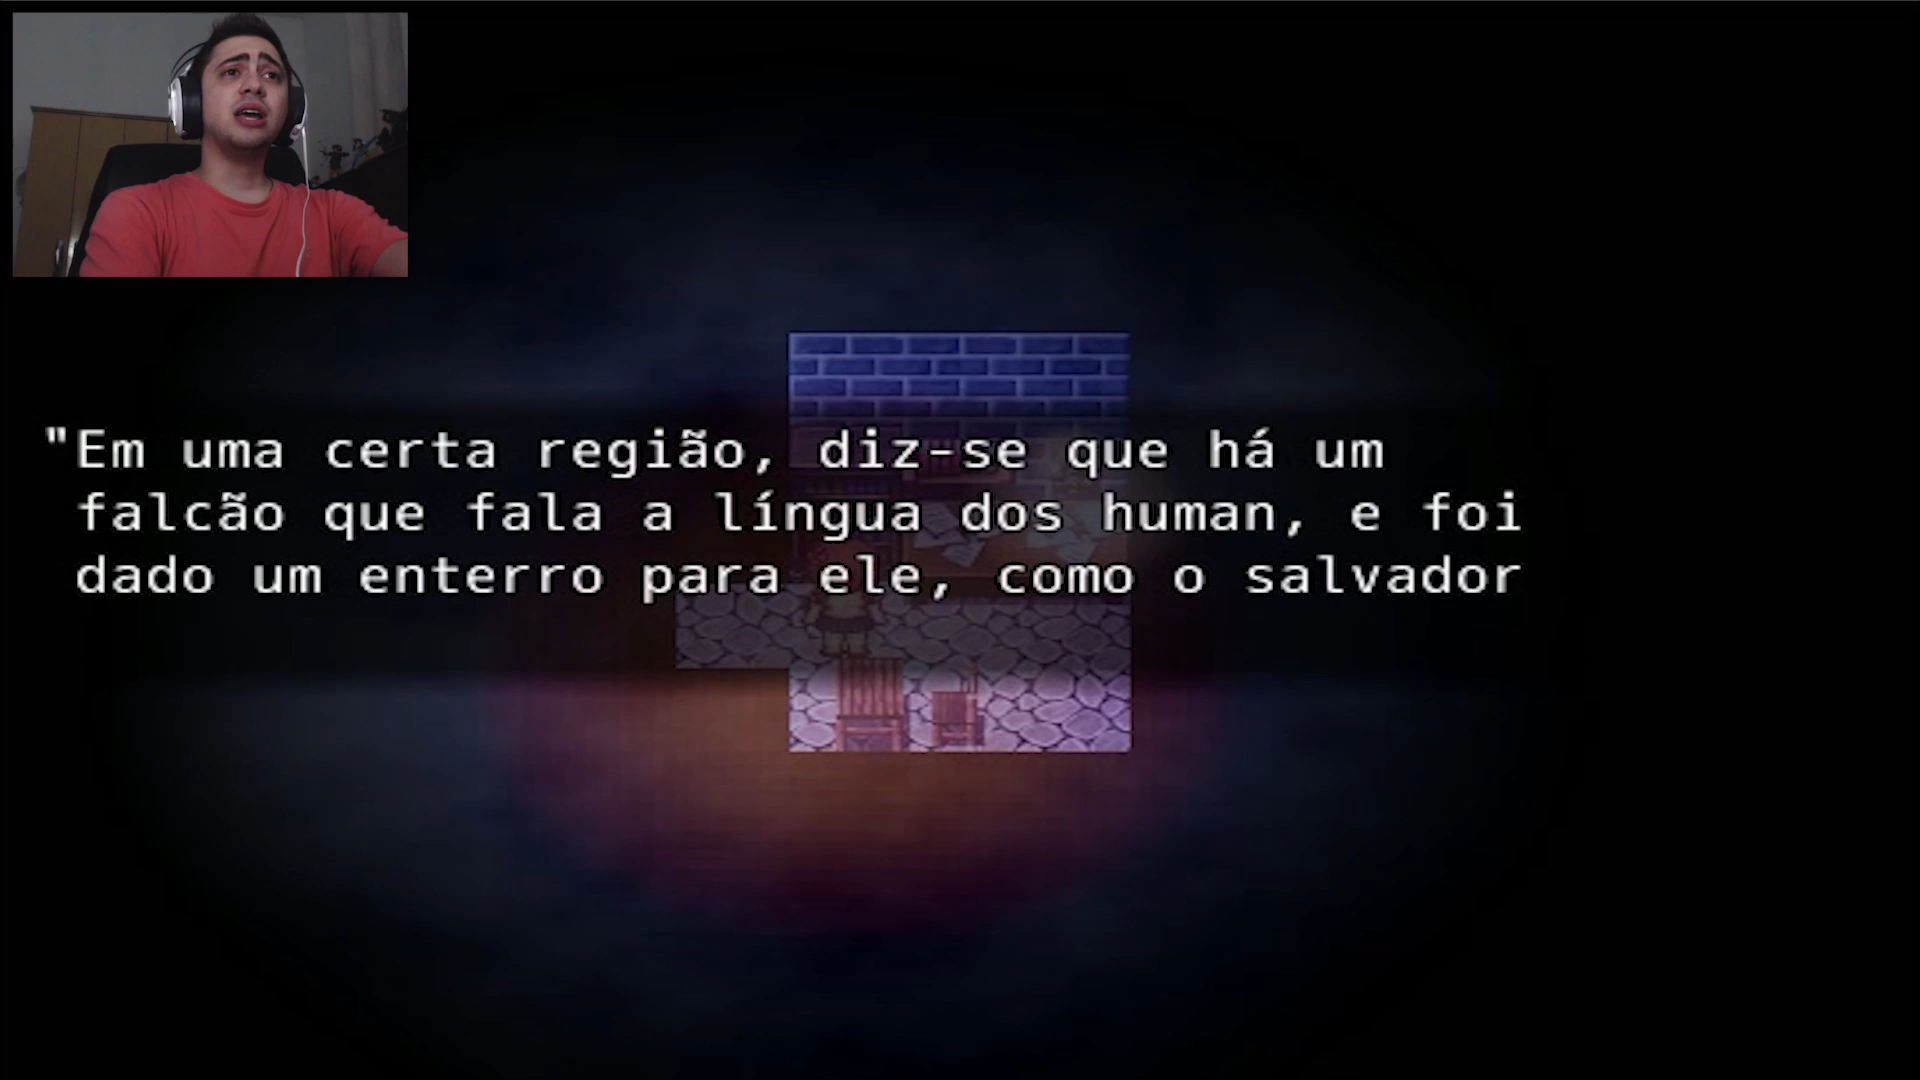 "Em uma certa região, diz-se que há um
falcão que fala a língua dos human, e foi
dado um enterro para ele, como o salvador